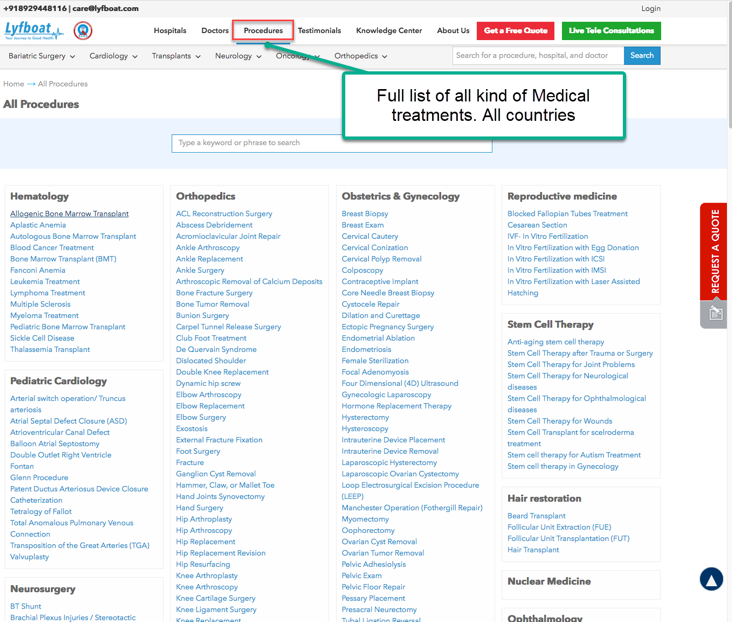 +918929448116 | care@lyfboat.com
Login
Lyfboat
Your Journey to Good Health
Hospitals
Doctors
Procedures
Testimonials
Knowledge Center
About Us
Get a Free Quote
Live Tele Consultations
Bariatric Surgery
Cardiology
Transplants
Neurology
Oncology
Orthopedics
Search for a procedure, hospital, and doctor
Search
Full list of all kind of Medical
treatments. All countries
Home → All Procedures
All Procedures
Type a keyword or phrase to search
Hematology
Allogenic Bone Marrow Transplant
Aplastic Anemia
Autologous Bone Marrow Transplant
Blood Cancer Treatment
Bone Marrow Transplant (BMT)
Fanconi Anemia
Leukemia Treatment
Lymphoma Treatment
Multiple Sclerosis
Myeloma Treatment
Pediatric Bone Marrow Transplant
Sickle Cell Disease
Thalassemia Transplant
Pediatric Cardiology
Arterial switch operation/ Truncus
arteriosis
Atrial Septal Defect Closure (ASD)
Atrioventricular Canal Defect
Balloon Atrial Septostomy
Double Outlet Right Ventricle
Fontan
Glenn Procedure
Patent Ductus Arteriosus Device Closure
Catheterization
Tetralogy of Fallot
Total Anomalous Pulmonary Venous
Connection
Transposition of the Great Arteries (TGA)
Valvuplasty
Neurosurgery
BT Shunt
Brachial Plexus Injuries / Stereotactic
Orthopedics
ACL Reconstruction Surgery
Abscess Debridement
Acromioclavicular Joint Repair
Ankle Arthroscopy
Ankle Replacement
Ankle Surgery
Arthroscopic Removal of Calcium Deposits
Bone Fracture Surgery
Bone Tumor Removal
Bunion Surgery
Carpel Tunnel Release Surgery
Club Foot Treatment
De Quervain Syndrome
Dislocated Shoulder
Double Knee Replacement
Dynamic hip screw
Elbow Arthroscopy
Elbow Replacement
Elbow Surgery
Exostosis
External Fracture Fixation
Foot Surgery
Fracture
Ganglion Cyst Removal
Hammer, Claw, or Mallet Toe
Hand Joints Synovectomy
Hand Surgery
Hip Arthroplasty
Hip Arthroscopy
Hip Replacement
Hip Replacement Revision
Hip Resurfacing
Knee Arthroplasty
Knee Arthroscopy
Knee Cartilage Surgery
Knee Ligament Surgery
Knee Replacement
Obstetrics & Gynecology
Breast Biopsy
Breast Exam
Cervical Cautery
Cervical Conization
Cervical Polyp Removal
Colposcopy
Contraceptive Implant
Core Needle Breast Biopsy
Cystocele Repair
Dilation and Curettage
Ectopic Pregnancy Surgery
Endometrial Ablation
Endometriosis
Female Sterilization
Focal Adenomyosis
Four Dimensional (4D) Ultrasound
Gynecologic Laparoscopy
Hormone Replacement Therapy
Hysterectomy
Hysteroscopy
Intrauterine Device Placement
Intrauterine Device Removal
Laparoscopic Hysterectomy
Laparoscopic Ovarian Cystectomy
Loop Electrosurgical Excision Procedure
(LEEP)
Manchester Operation (Fothergill Repair)
Myomectomy
Oophorectomy
Ovarian Cyst Removal
Ovarian Tumor Removal
Pelvic Adhesiolysis
Pelvic Exam
Pelvic Floor Repair
Pessary Placement
Presacral Neurectomy
Tubal Ligation Reversal
Reproductive medicine
Blocked Fallopian Tubes Treatment
Cesarean Section
IVF- In Vitro Fertilization
In Vitro Fertilization with Egg Donation
In Vitro Fertilization with ICSI
In Vitro Fertilization with IMSI
In Vitro Fertilization with Laser Assisted
Hatching
Stem Cell Therapy
Anti-aging stem cell therapy
Stem Cell Therapy after Trauma or Surgery
Stem Cell Therapy for Joint Problems
Stem Cell Therapy for Neurological
diseases
Stem Cell Therapy for Ophthalmological
diseases
Stem Cell Therapy for Wounds
Stem Cell Transplant for scelroderma
treatment
Stem cell therapy for Autism Treatment
Stem cell therapy in Gynecology
Hair restoration
Beard Transplant
Follicular Unit Extraction (FUE)
Follicular Unit Transplantation (FUT)
Hair Transplant
Nuclear Medicine
Ophthalmology
REQUEST A QUOTE